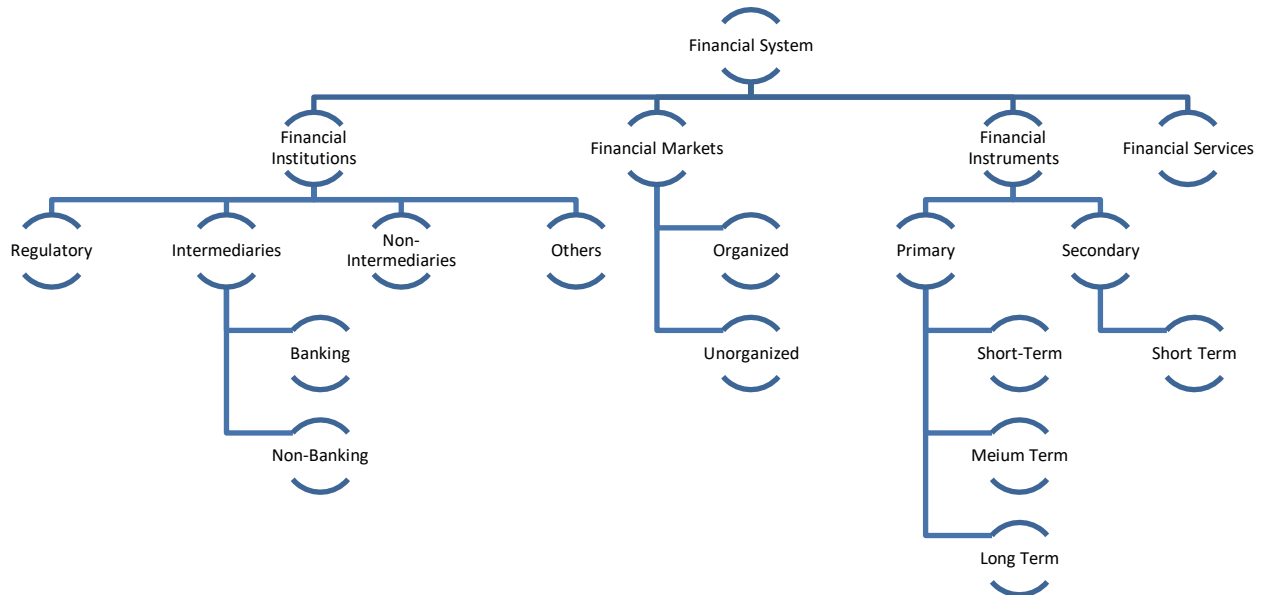 Financial System
Financial
Institutions
Financial Markets
Financial
Instruments
Financial Services
Regulatory
Intermediaries
Non-
Intermediaries
Others
Organized
Primary
Secondary
Banking
Unorganized
Short-Term
Short Term
Non-Banking
Meium Term
Long Term